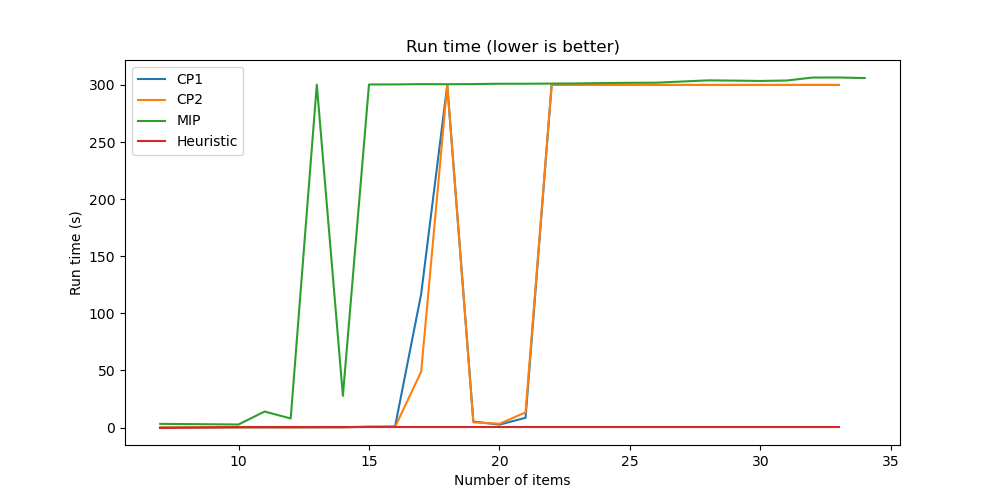 Run time (lower is better)
CP1
CP2
MIP
Heuristic
300
250
200
150
100
50
0
Run time (s)
10 15 20 25 30 35
Number of items